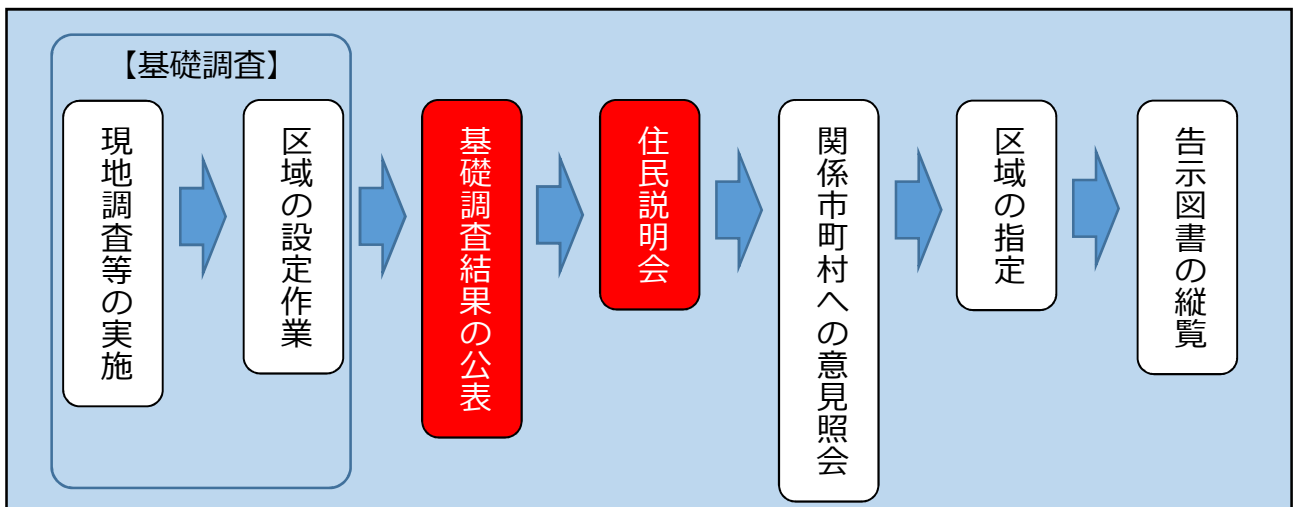 【基礎調査】
現地調査等の実施
区域の設定作業
基礎調査結果の公表
住民説明会
関係市町村への意見照会
区域の指定
告示図書の縦覧